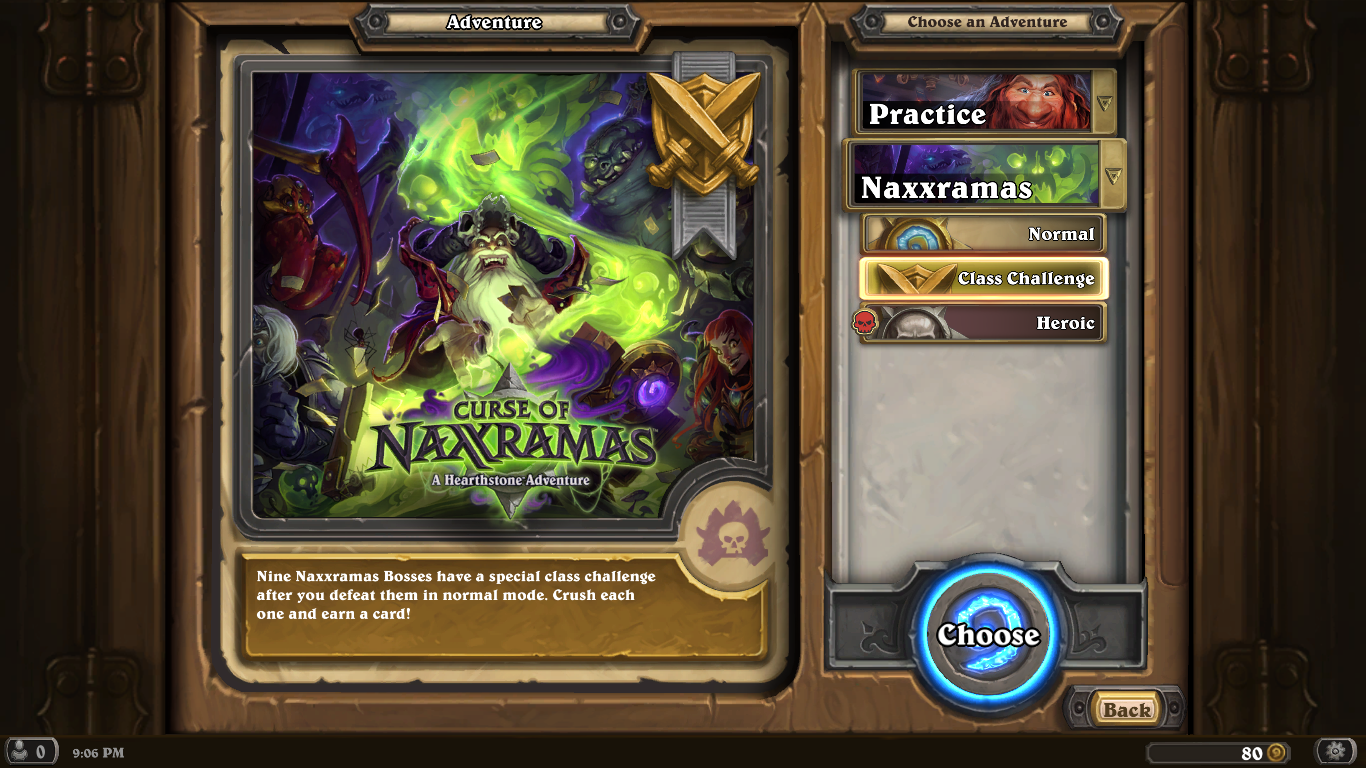 Adventure
CURSE OF
NAXXRAMAS
A Hearthstone Adventure
Nine Naxxramas Bosses have a special class challenge
after you defeat them in normal mode. Crush each
one and earn a card!
Choose an Adventure
Practice
Naxxramas
Normal
Class Challenge
Heroic
Choose
Back
0
9:06 PM
80